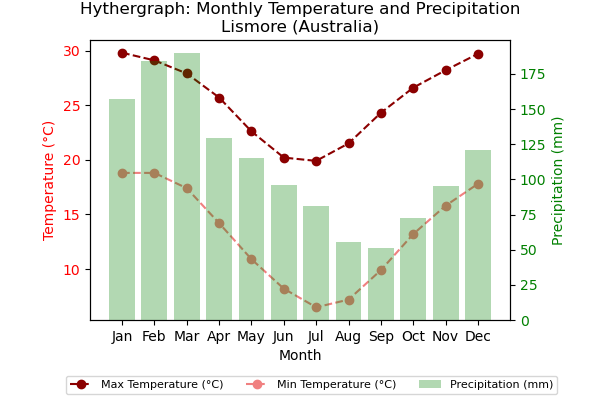 Hythergraph: Monthly Temperature and Precipitation
Lismore (Australia)
30
25
20
15
10
Temperature (°C)
175
150
125
100
75
50
25
0
Precipitation (mm)
Jan Feb Mar Apr May Jun Jul Aug Sep Oct Nov Dec
Month
Max Temperature (°C) Min Temperature (°C) Precipitation (mm)